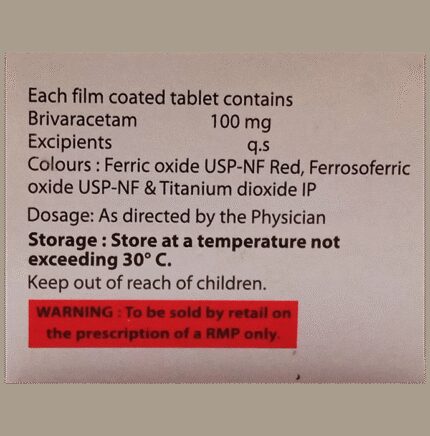 Each film coated tablet contains
Brivaracetam 100 mg
Excipients q.s
Colours : Ferric oxide USP-NF Red, Ferrosoferric
oxide USP-NF & Titanium dioxide IP
Dosage: As directed by the Physician
Storage : Store at a temperature not
exceeding 30° C.
Keep out of reach of children.
WARNING : To be sold by retail on
the prescription of a RMP only.